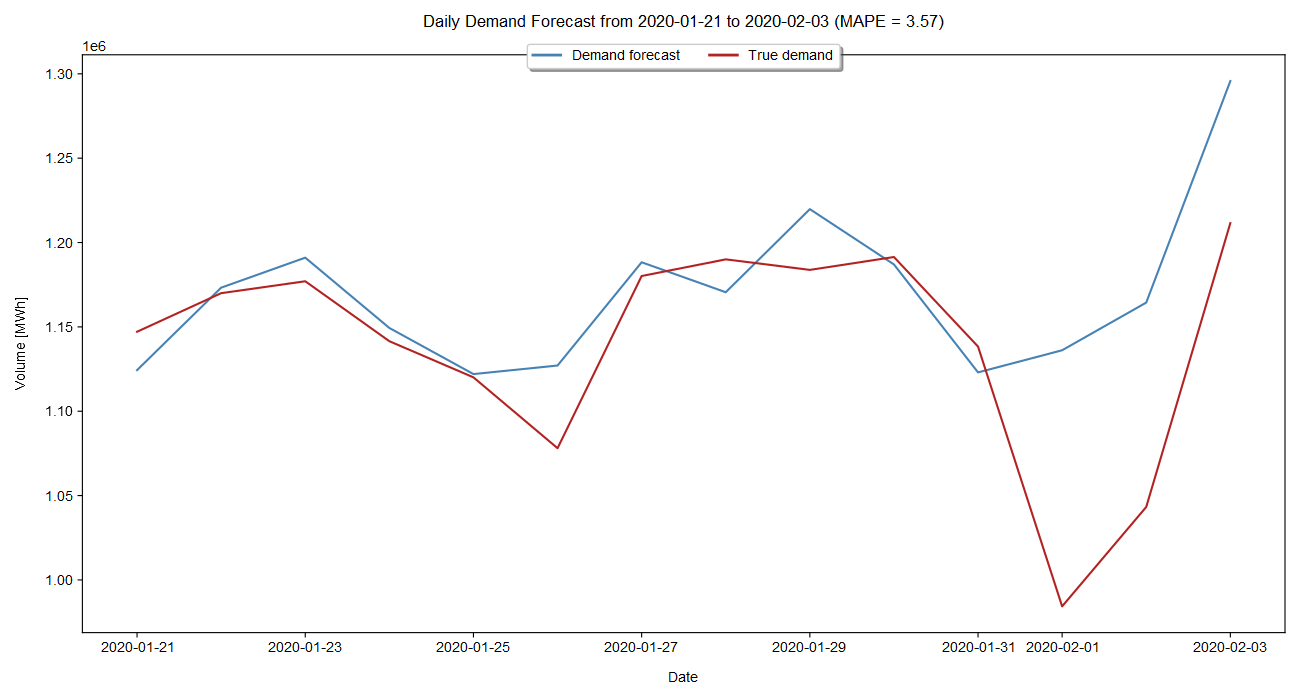 Daily Demand Forecast from 2020-01-21 to 2020-02-03 (MAPE = 3.57)
1e6
Demand forecast
True demand
1.30
1.25
1.20
1.15
1.10
1.05
1.00
Volume [MWh]
2020-01-21 2020-01-23 2020-01-25 2020-01-27 2020-01-29 2020-01-31 2020-02-01 2020-02-03
Date